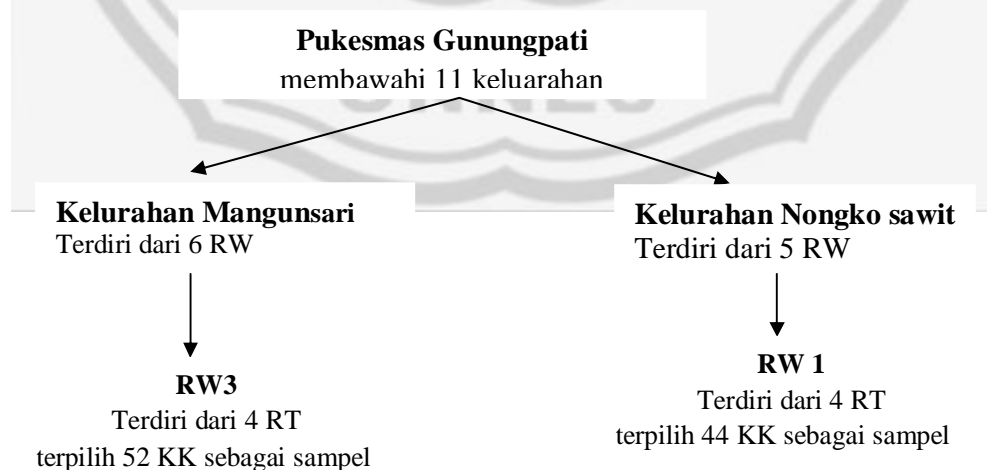 Pukesmas Gunungpati
membawahi 11 keluarahan
UNNES
Kelurahan Mangunsari
Terdiri dari 6 RW
Kelurahan Nongko sawit
Terdiri dari 5 RW
RW3
Terdiri dari 4 RT
terpilih 52 KK sebagai sampel
RW 1
Terdiri dari 4 RT
terpilih 44 KK sebagai sampel